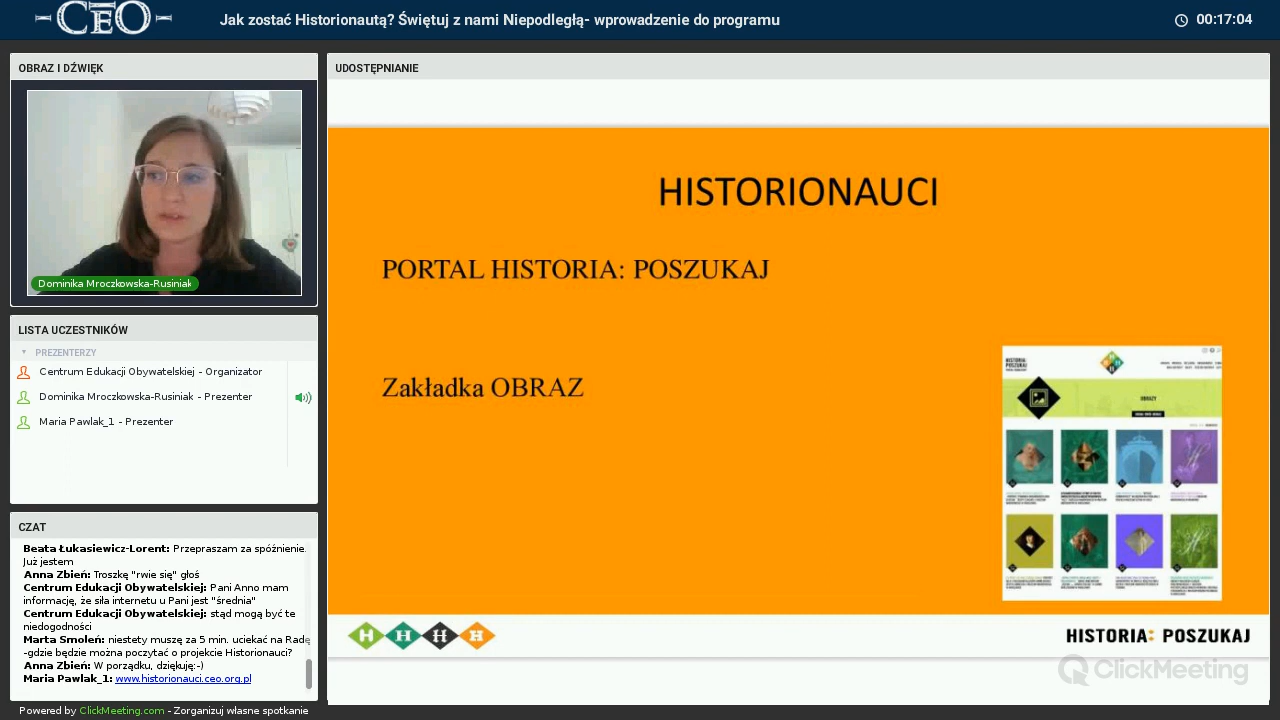 CEO
Jak zostać Historionautą? Świętuj z nami Niepodległą- wprowadzenie do programu
00:17:04
OBRAZ I DŹWIĘK
Dominika Mroczkowska-Rusiniak
LISTA UCZESTNIKÓW
PREZENTERZY
Centrum Edukacji Obywatelskiej - Organizator
Dominika Mroczkowska-Rusiniak - Prezenter
Maria Pawlak_1 - Prezenter
CZAT
Beata Łukasiewicz-Lorent: Przepraszam za spóźnienie.
Już jestem
Anna Zbień: Troszkę "rwie się" głoś
Centrum Edukacji Obywatelskiej: Pani Anno mam
informację, że siła internetu u Pani jest "średnia"
Centrum Edukacji Obywatelskiej: stąd mogą być te
niedogodności
Marta Smoleń: niestety muszę za 5 min. uciekać na Radę
-gdzie będzie można poczytać o projekcie Historionauci?
Anna Zbień: W porządku, dziękuję:-)
Maria Pawlak_1: www.historionauci.ceo.org.pl
Powered by ClickMeeting.com - Zorganizuj własne spotkanie
UDOSTĘPNIANIE
HISTORIONAUCI
PORTAL HISTORIA: POSZUKAJ
Zakładka OBRAZ
HISTORIA:
POSZUKAJ
OBRAZY
H H H H
HISTORIA: POSZUKAJ
ClickMeeting